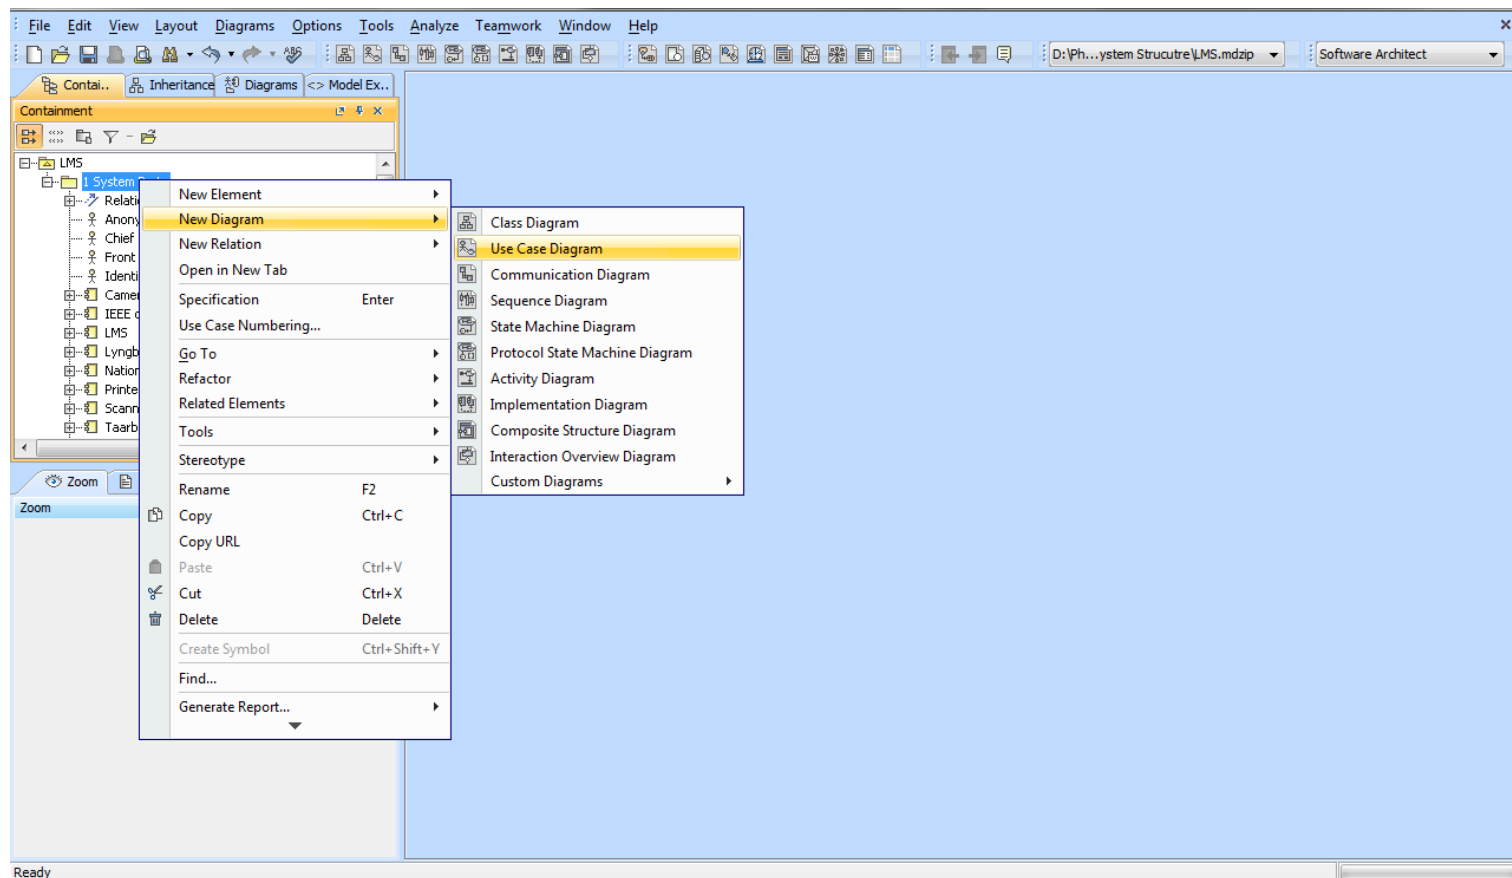 File Edit View Layout Diagrams Options Tools Analyze Teamwork Window Help
D:\Ph...ystem Strucutre\LMS.mdzip
Software Architect
Contai.. Inheritance Diagrams <> Model Ex..
Containment
LMS
1 System
Relati
Anony
Chief
Front
Identi
Camer
IEEE
LMS
Lyngb
Nation
Printe
Scann
Taarb
Zoom
Zoom
New Element
New Diagram
New Relation
Open in New Tab
Specification Enter
Use Case Numbering...
Go To
Refactor
Related Elements
Tools
Stereotype
Rename F2
Copy Ctrl+C
Copy URL
Paste Ctrl+V
Cut Ctrl+X
Delete Delete
Create Symbol Ctrl+Shift+Y
Find...
Generate Report...
Class Diagram
Use Case Diagram
Communication Diagram
Sequence Diagram
State Machine Diagram
Protocol State Machine Diagram
Activity Diagram
Implementation Diagram
Composite Structure Diagram
Interaction Overview Diagram
Custom Diagrams
Ready